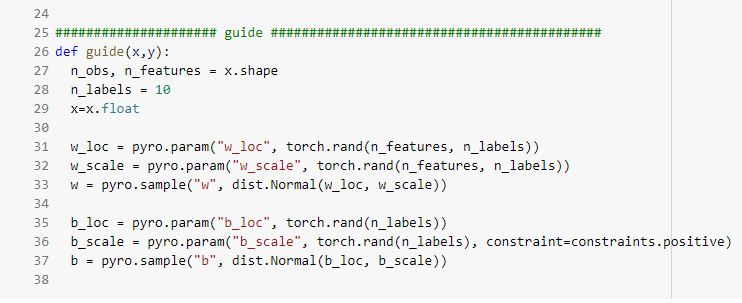 24
25 ##################### guide ###########################################
26 def guide(x,y):
27   n_obs, n_features = x.shape
28   n_labels = 10
29   x=x.float
30
31   w_loc = pyro.param("w_loc", torch.rand(n_features, n_labels))
32   w_scale = pyro.param("w_scale", torch.rand(n_features, n_labels))
33   w = pyro.sample("w", dist.Normal(w_loc, w_scale))
34
35   b_loc = pyro.param("b_loc", torch.rand(n_labels))
36   b_scale = pyro.param("b_scale", torch.rand(n_labels), constraint=constraints.positive)
37   b = pyro.sample("b", dist.Normal(b_loc, b_scale))
38